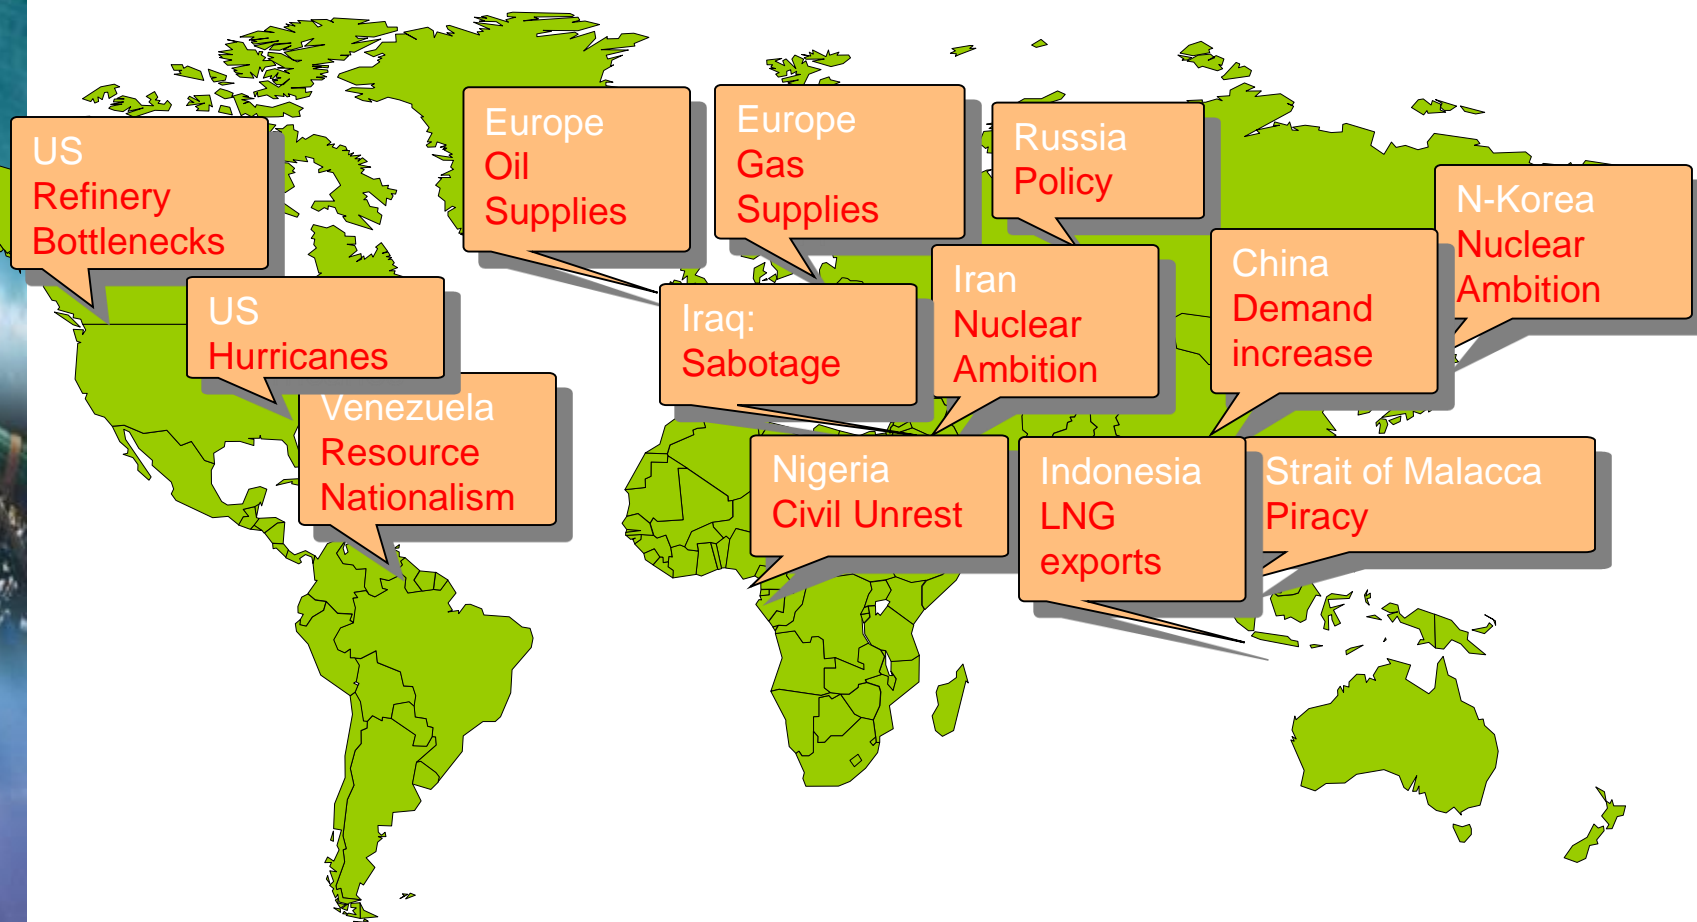 US
Refinery
Bottlenecks
Europe
Oil
Supplies
Europe
Gas
Supplies
Russia
Policy
N-Korea
Nuclear
Ambition
US
Hurricanes
Iraq:
Sabotage
Iran
Nuclear
Ambition
China
Demand
increase
Venezuela
Resource
Nationalism
Nigeria
Civil Unrest
Indonesia
LNG
exports
Strait of Malacca
Piracy